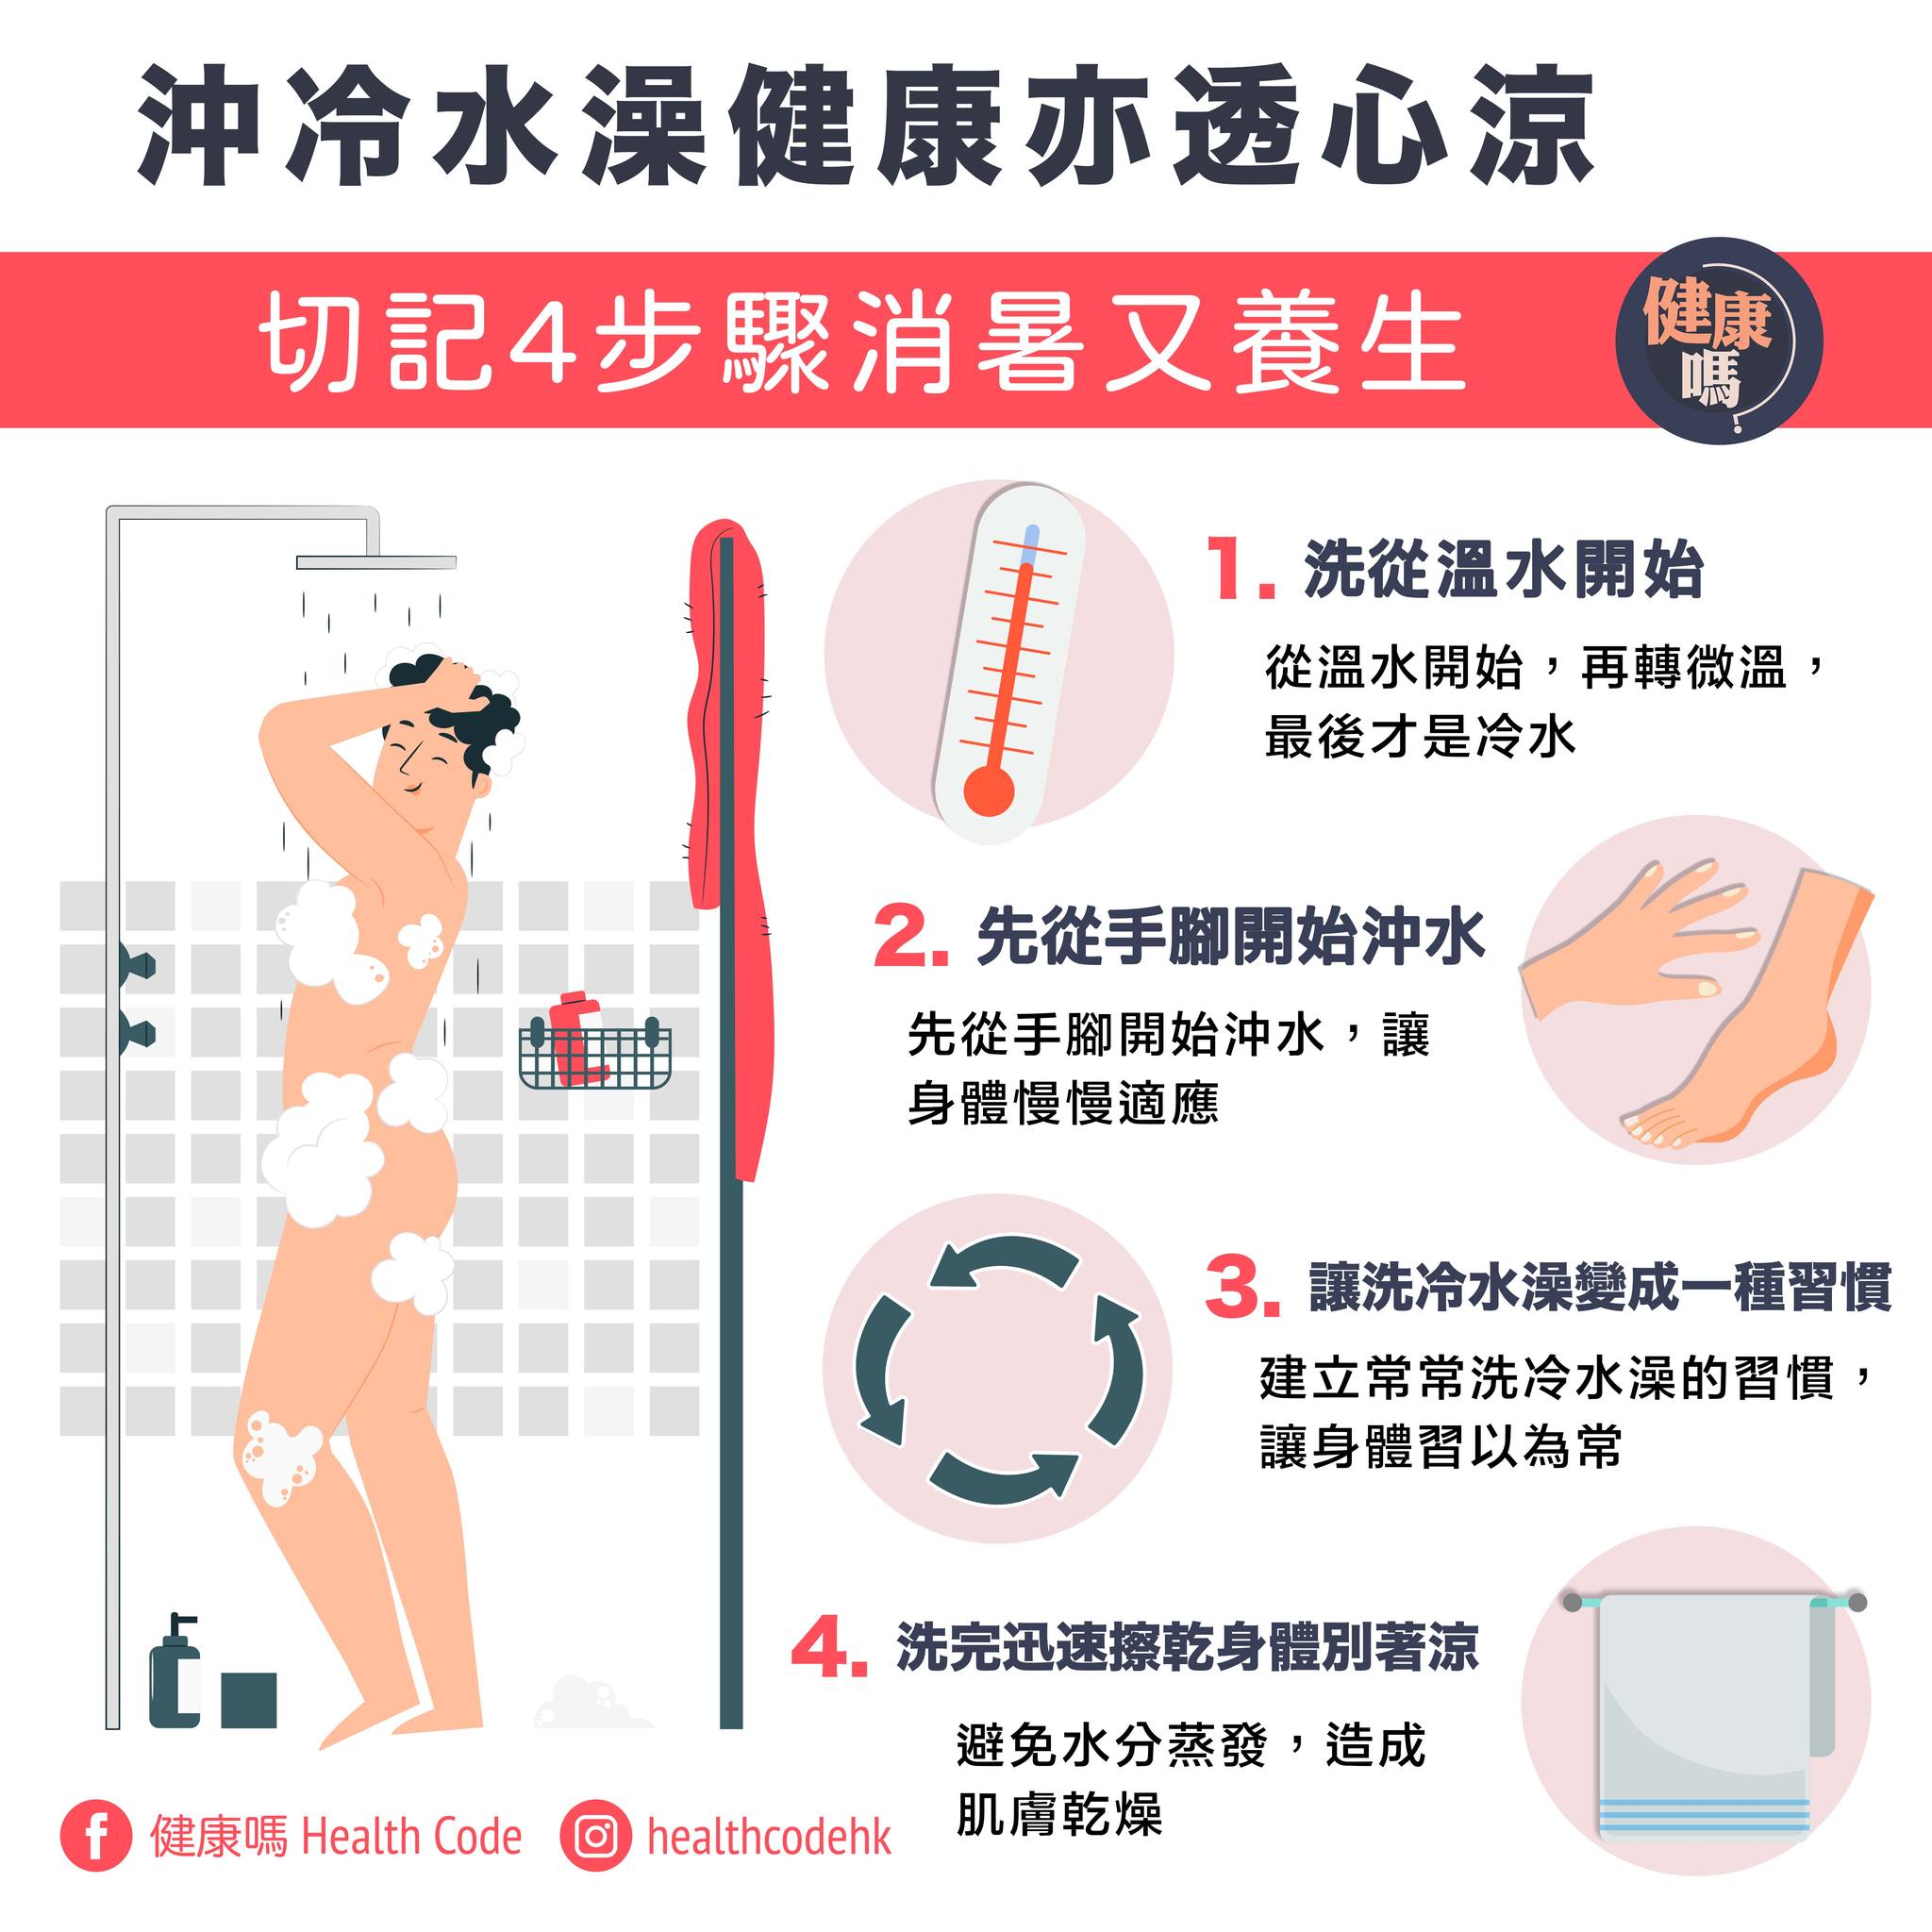 沖冷水澡健康亦透心涼
切記4步驟消暑又養生
健康
嗎
1. 洗從溫水開始
從溫水開始，再轉微溫，
最後才是冷水
2. 先從手腳開始沖水
先從手腳開始沖水，讓
身體慢慢適應
3. 讓洗冷水澡變成一種習慣
建立常常洗冷水澡的習慣，
讓身體習以為常
4. 洗完迅速擦乾身體別著涼
避免水分蒸發，造成
肌膚乾燥
健康嗎 Health Code
healthcodehk